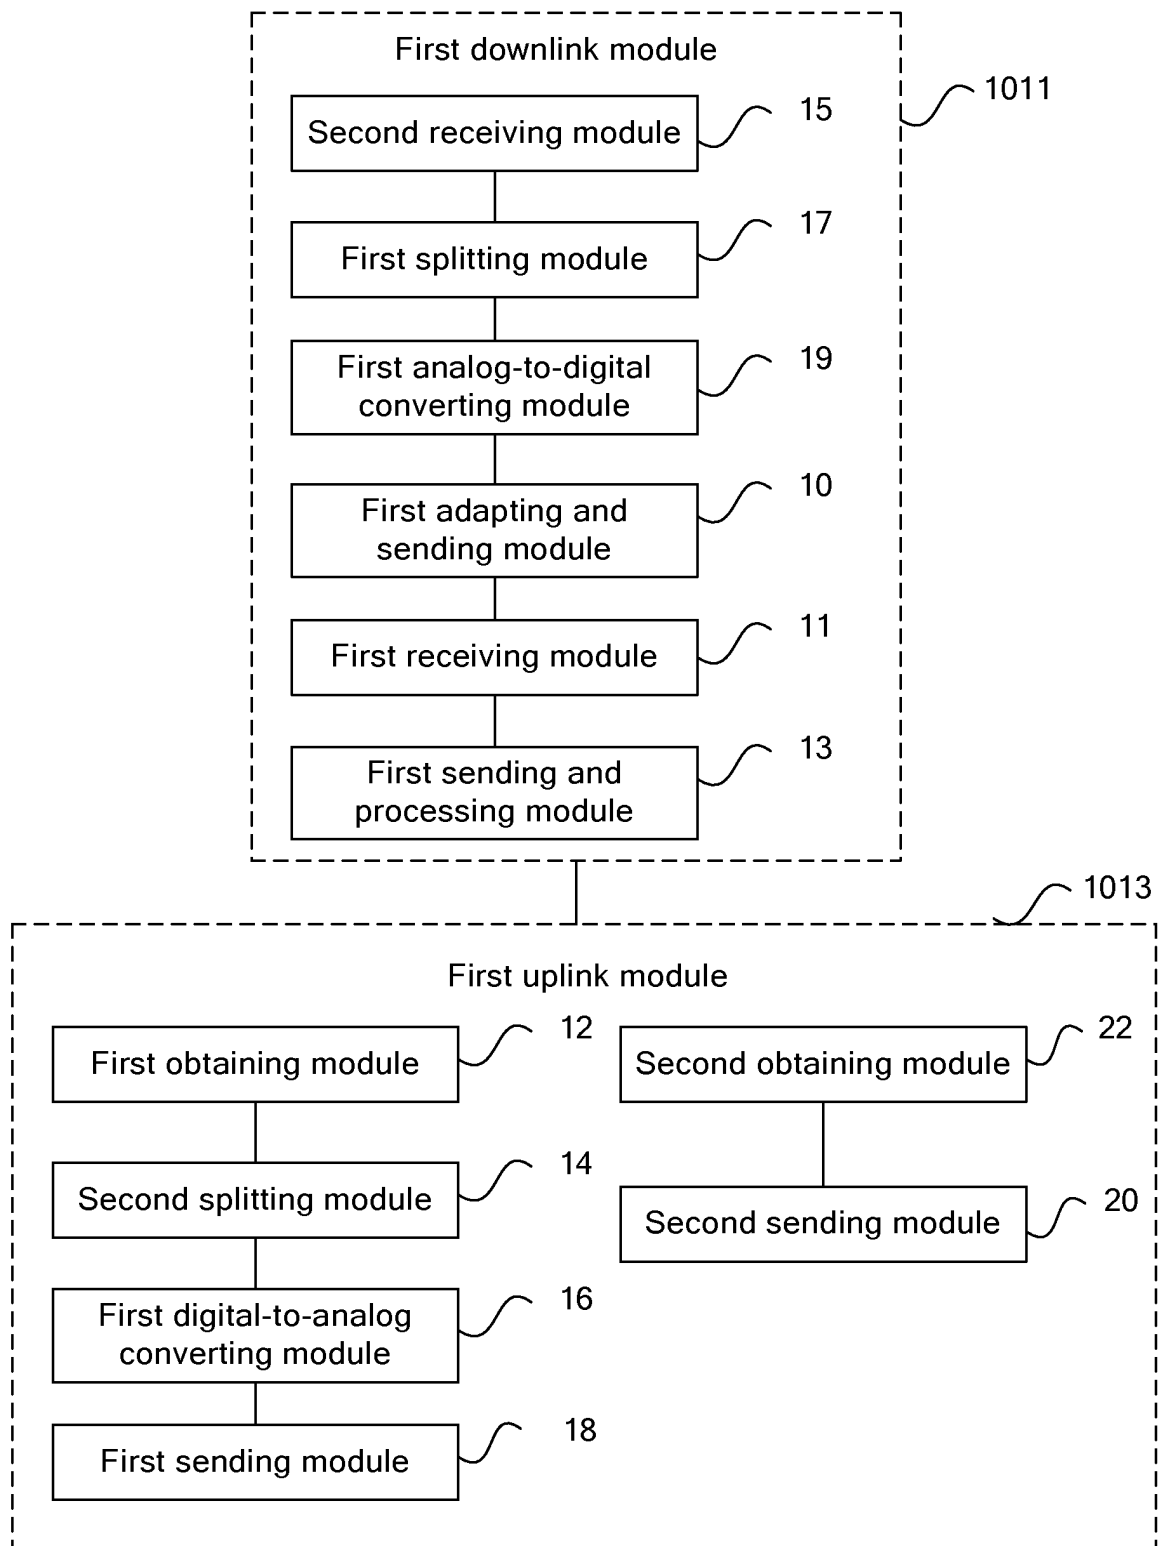 First downlink module
1011
Second receiving module
15
First splitting module
17
First analog-to-digital
converting module
19
First adapting and
sending module
10
First receiving module
11
First sending and
processing module
13
1013
First uplink module
First obtaining module
12
Second splitting module
14
First digital-to-analog
converting module
16
First sending module
18
Second obtaining module
22
Second sending module
20